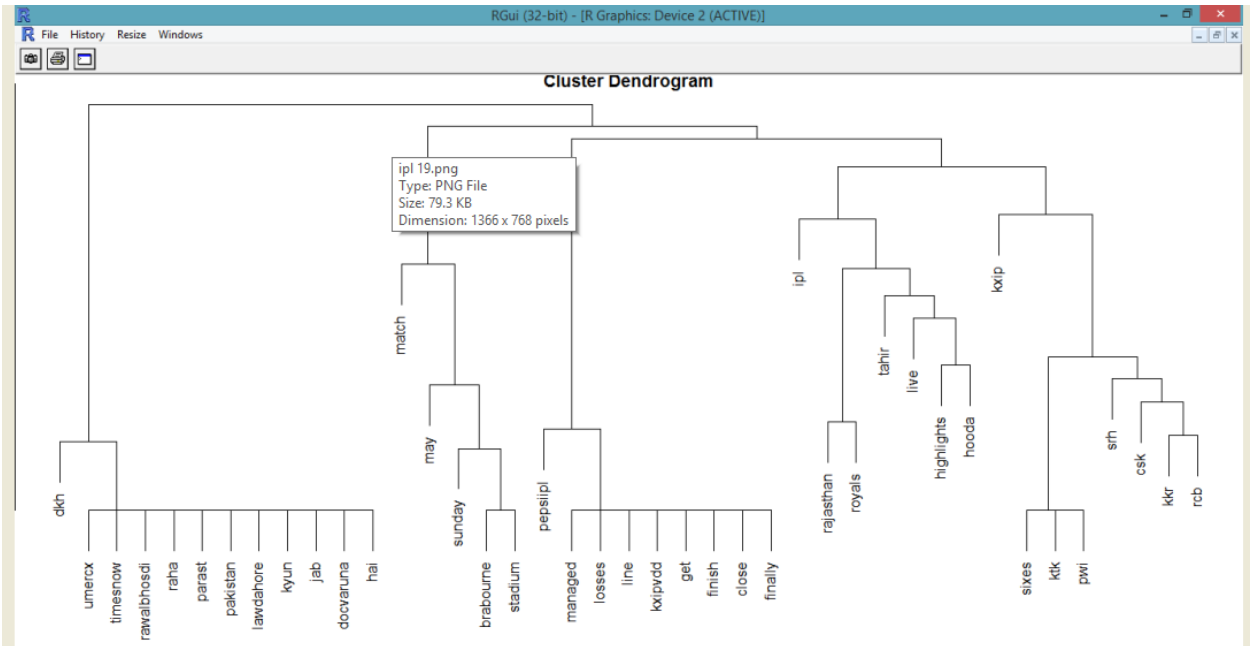 RGui (32-bit) - [R Graphics: Device 2 (ACTIVE)]
File History Resize Windows
Cluster Dendrogram
ipl 19.png
Type: PNG File
Size: 79.3 KB
Dimension: 1366 x 768 pixels
dkh
umercx
timesnow
rawalbhosdi
raha
parast
pakistan
lawdahore
kyun
jab
docvaruna
hai
match
may
sunday
brabourne
stadium
pepsiipl
managed
losses
line
kxipvdd
get
finish
close
finally
ipl
rajasthan
royals
tahir
live
highlights
hooda
kxip
sixes
ktk
pwi
srh
csk
kkr
rcb